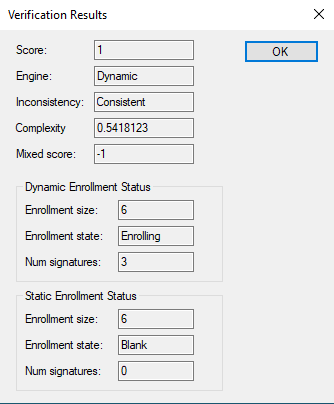 Verification Results
Score: 1
OK
Engine: Dynamic
Inconsistency: Consistent
Complexity 0.5418123
Mixed score: -1
Dynamic Enrollment Status
Enrollment size: 6
Enrollment state: Enrolling
Num signatures: 3
Static Enrollment Status
Enrollment size: 6
Enrollment state: Blank
Num signatures: 0